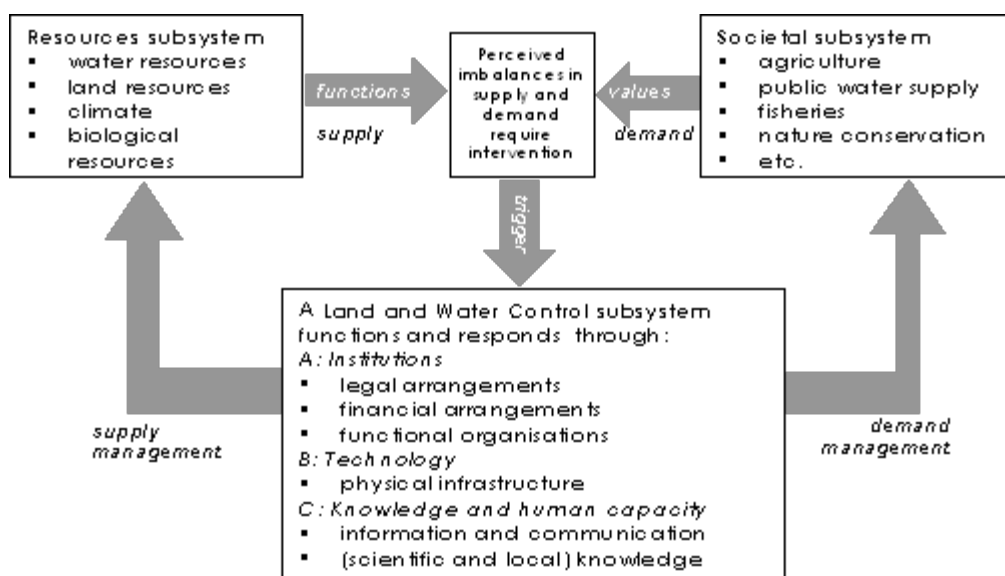 Resources subsystem
▪ water resources
▪ land resources
▪ climate
▪ biological
resources
functions
supply
Perceived
imbalances in
supply and
demand
require
intervention
values
demand
Societal subsystem
▪ agriculture
▪ public water supply
▪ fisheries
▪ nature conservation
▪ etc.
trigger
A Land and Water Control subsystem
functions and responds through:
A: Institutions
▪ legal arrangements
▪ financial arrangements
▪ functional organisations
B: Technology
▪ physical infrastructure
C: Knowledge and human capacity
▪ information and communication
▪ (scientific and local) knowledge
supply
management
demand
management